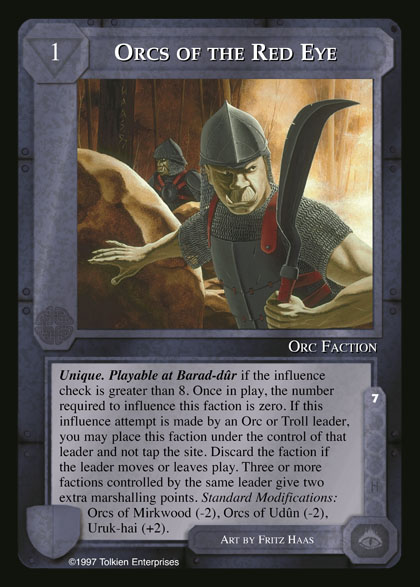 1
ORCS OF THE RED EYE
ORC FACTION
Unique. Playable at Barad-dûr if the influence
check is greater than 8. Once in play, the number
required to influence this faction is zero. If this
influence attempt is made by an Orc or Troll leader,
you may place this faction under the control of that
leader and not tap the site. Discard the faction if
the leader moves or leaves play. Three or more
factions controlled by the same leader give two
extra marshalling points. Standard Modifications:
Orcs of Mirkwood (-2), Orcs of Udûn (-2),
Uruk-hai (+2).
7
ART BY FRITZ HAAS
©1997 Tolkien Enterprises